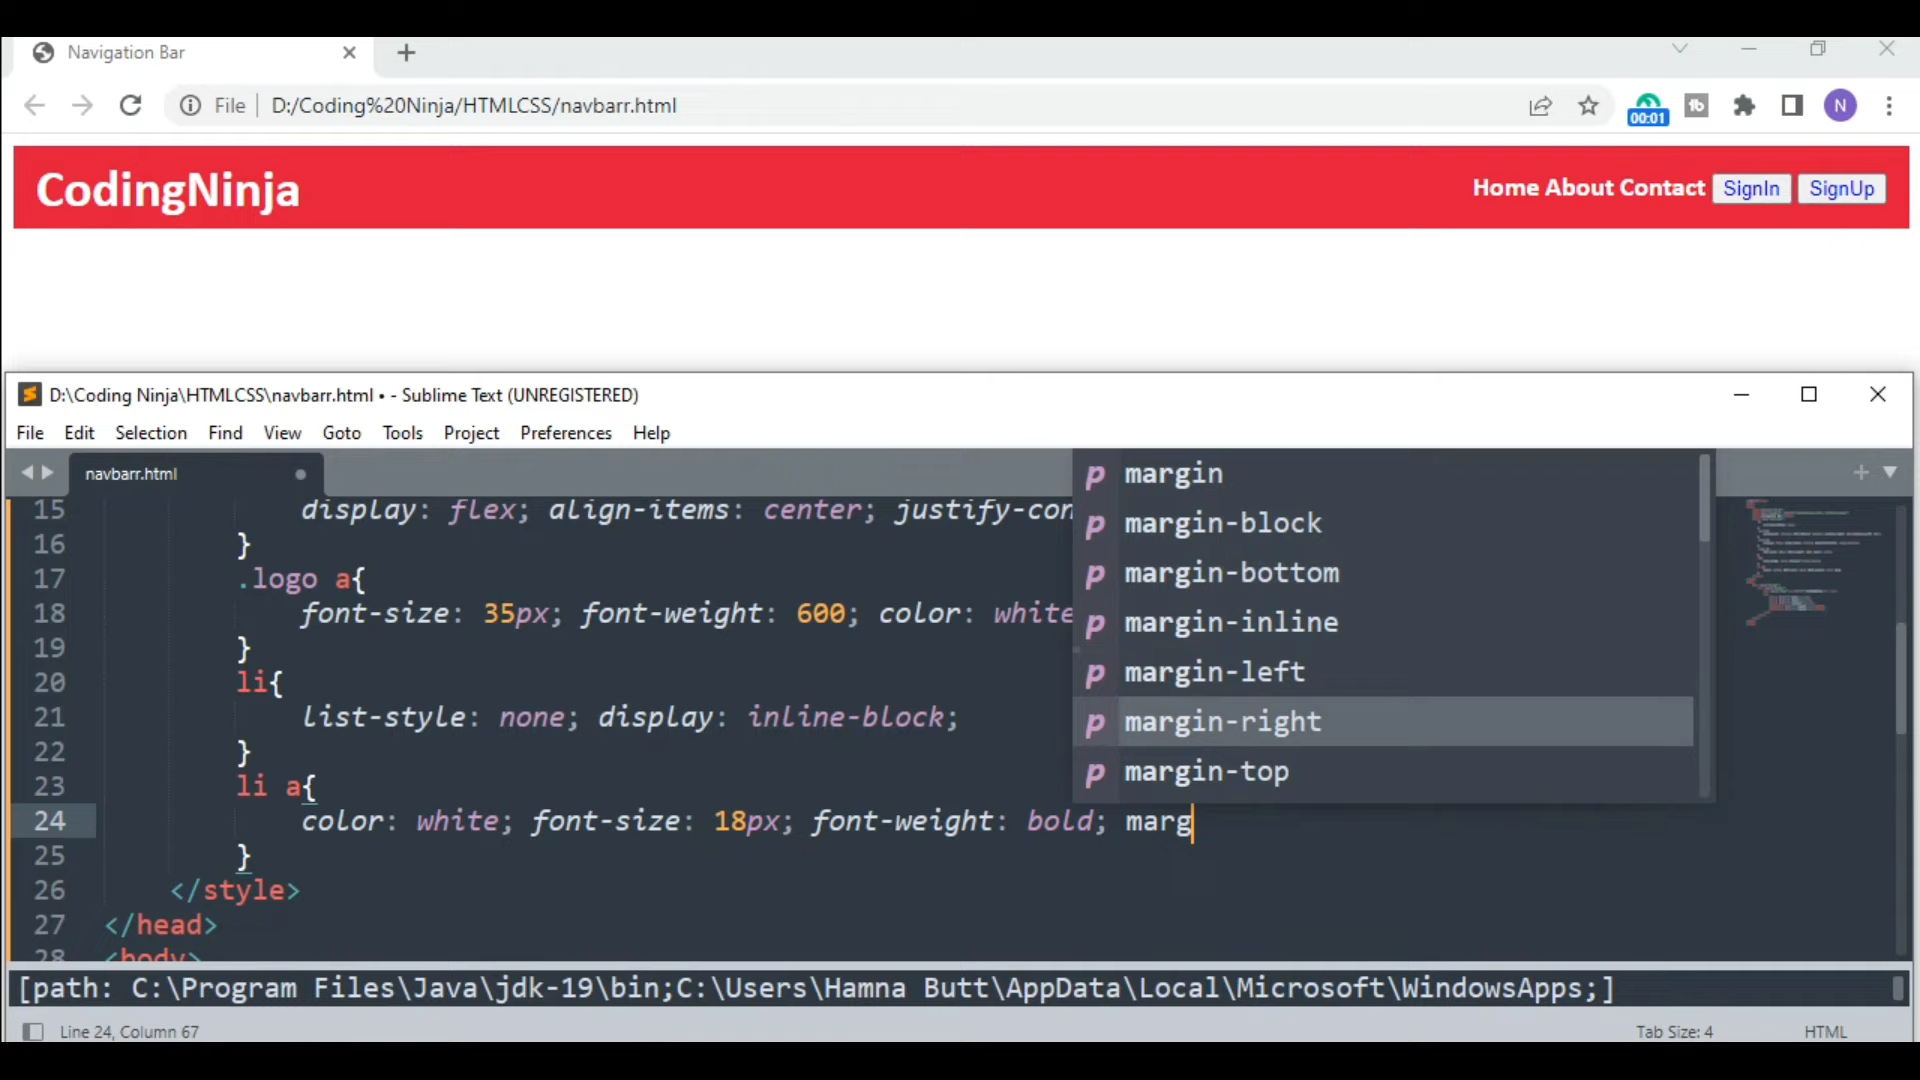 Navigation Bar
File D:/Coding%20Ninja/HTMLCSS/navbarr.html
00:01
N
CodingNinja
Home About Contact SignIn SignUp
D:\Coding Ninja\HTMLCSS\navbarr.html • - Sublime Text (UNREGISTERED)
File Edit Selection Find View Goto Tools Project Preferences Help
navbarr.html
15 display: flex; align-items: center; justify-con
16 }
17 .logo a{
18 font-size: 35px; font-weight: 600; color: white
19 }
20 li{
21 list-style: none; display: inline-block;
22 }
23 li a{
24 color: white; font-size: 18px; font-weight: bold; marg
25 }
26 </style>
27 </head>
28 <body>
p margin
p margin-block
p margin-bottom
p margin-inline
p margin-left
p margin-right
p margin-top
[path: C:\Program Files\Java\jdk-19\bin;C:\Users\Hamna Butt\AppData\Local\Microsoft\WindowsApps;]
Line 24, Column 67
Tab Size: 4
HTML